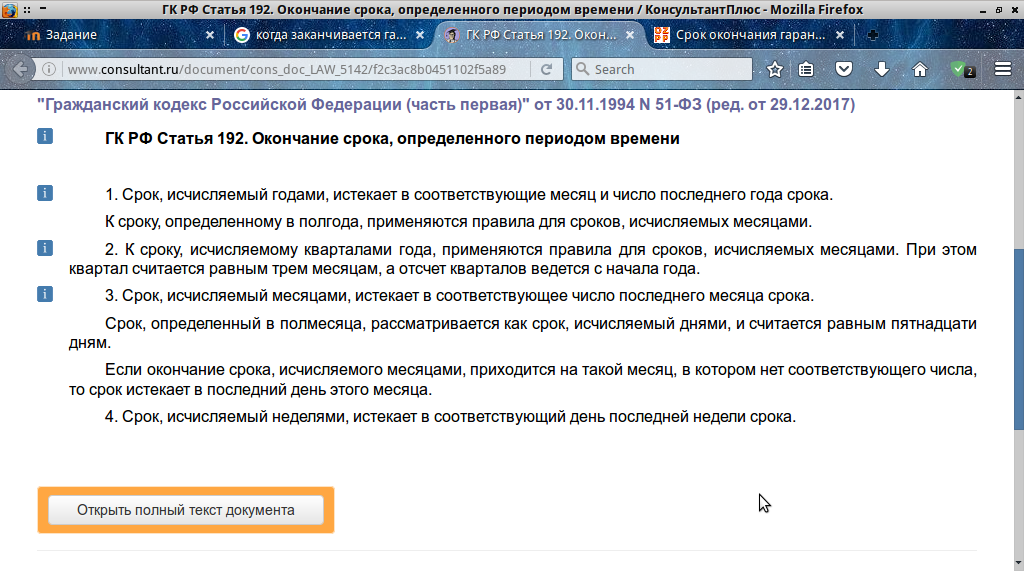 ГК РФ Статья 192. Окончание срока, определенного периодом времени / КонсультантПлюс - Mozilla Firefox
Задание
когда заканчивается га...
ГК РФ Статья 192. Окон...
Срок окончания гаран...
www.consultant.ru/document/cons_doc_LAW_5142/f2c3ac8b0451102f5a89
Search
2
"Гражданский кодекс Российской Федерации (часть первая)" от 30.11.1994 N 51-ФЗ (ред. от 29.12.2017)
ГК РФ Статья 192. Окончание срока, определенного периодом времени
1. Срок, исчисляемый годами, истекает в соответствующие месяц и число последнего года срока.
К сроку, определенному в полгода, применяются правила для сроков, исчисляемых месяцами.
2. К сроку, исчисляемому кварталами года, применяются правила для сроков, исчисляемых месяцами. При этом
квартал считается равным трем месяцам, а отсчет кварталов ведется с начала года.
3. Срок, исчисляемый месяцами, истекает в соответствующее число последнего месяца срока.
Срок, определенный в полмесяца, рассматривается как срок, исчисляемый днями, и считается равным пятнадцати
дням.
Если окончание срока, исчисляемого месяцами, приходится на такой месяц, в котором нет соответствующего числа,
то срок истекает в последний день этого месяца.
4. Срок, исчисляемый неделями, истекает в соответствующий день последней недели срока.
Открыть полный текст документа